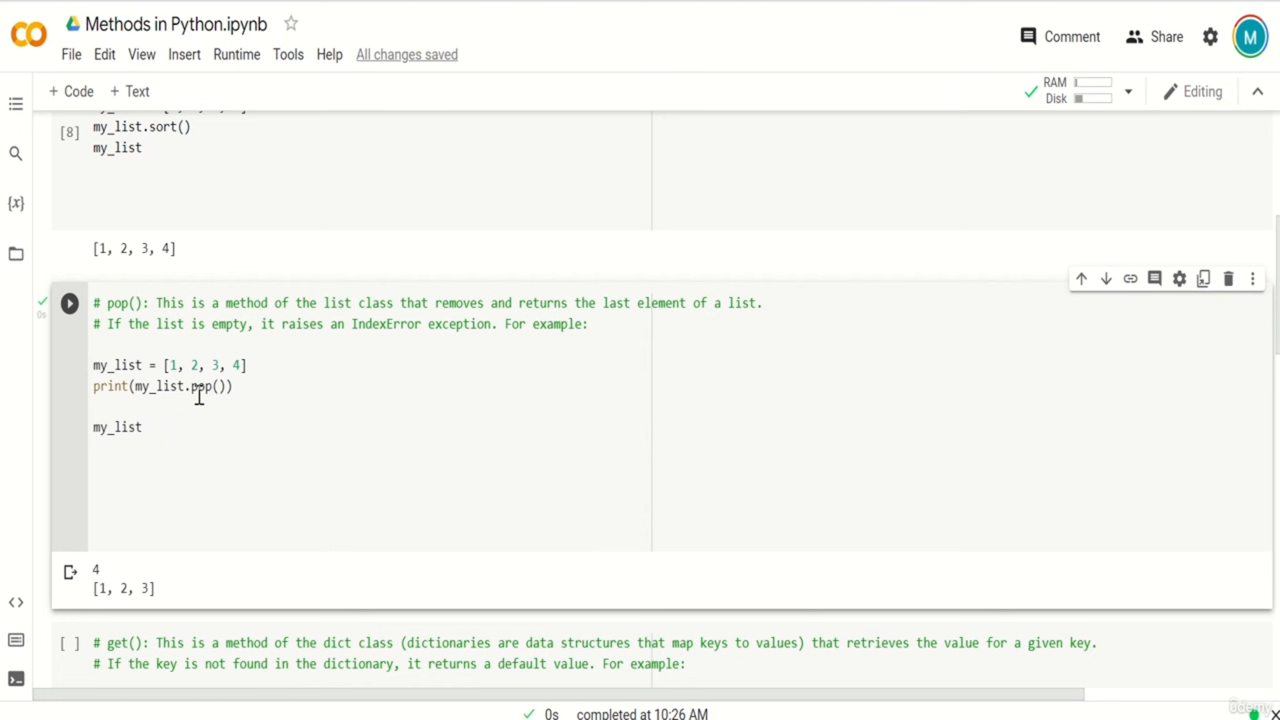 Methods in Python.ipynb
Comment
Share
M
File Edit View Insert Runtime Tools Help All changes saved
+ Code + Text
RAM
Disk
Editing
[8]
my_list.sort()
my_list
[1, 2, 3, 4]
0s
# pop(): This is a method of the list class that removes and returns the last element of a list.
# If the list is empty, it raises an IndexError exception. For example:
my_list = [1, 2, 3, 4]
print(my_list.pop())
my_list
4
[1, 2, 3]
[ ]
# get(): This is a method of the dict class (dictionaries are data structures that map keys to values) that retrieves the value for a given key.
# If the key is not found in the dictionary, it returns a default value. For example:
0s completed at 10:26 AM
ûdemy